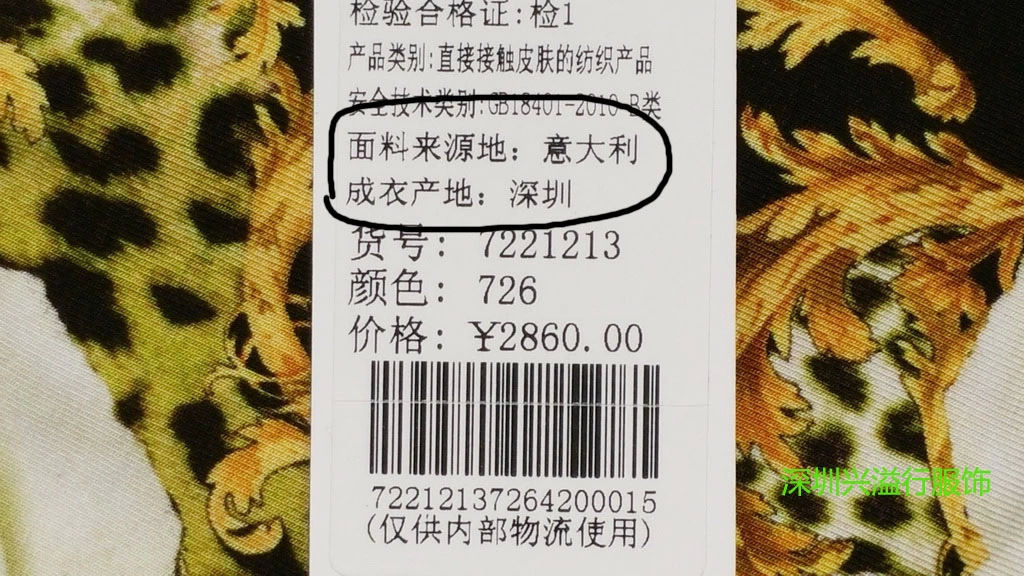 检验合格证:检1
产品类别:直接接触皮肤的纺织产品
安全技术类别:GB18401-2010 B类
面料来源地：意大利
成衣产地：深圳
货号：7221213
颜色：726
价格：¥2860.00
72212137264200015
(仅供内部物流使用)
深圳兴溢行服饰